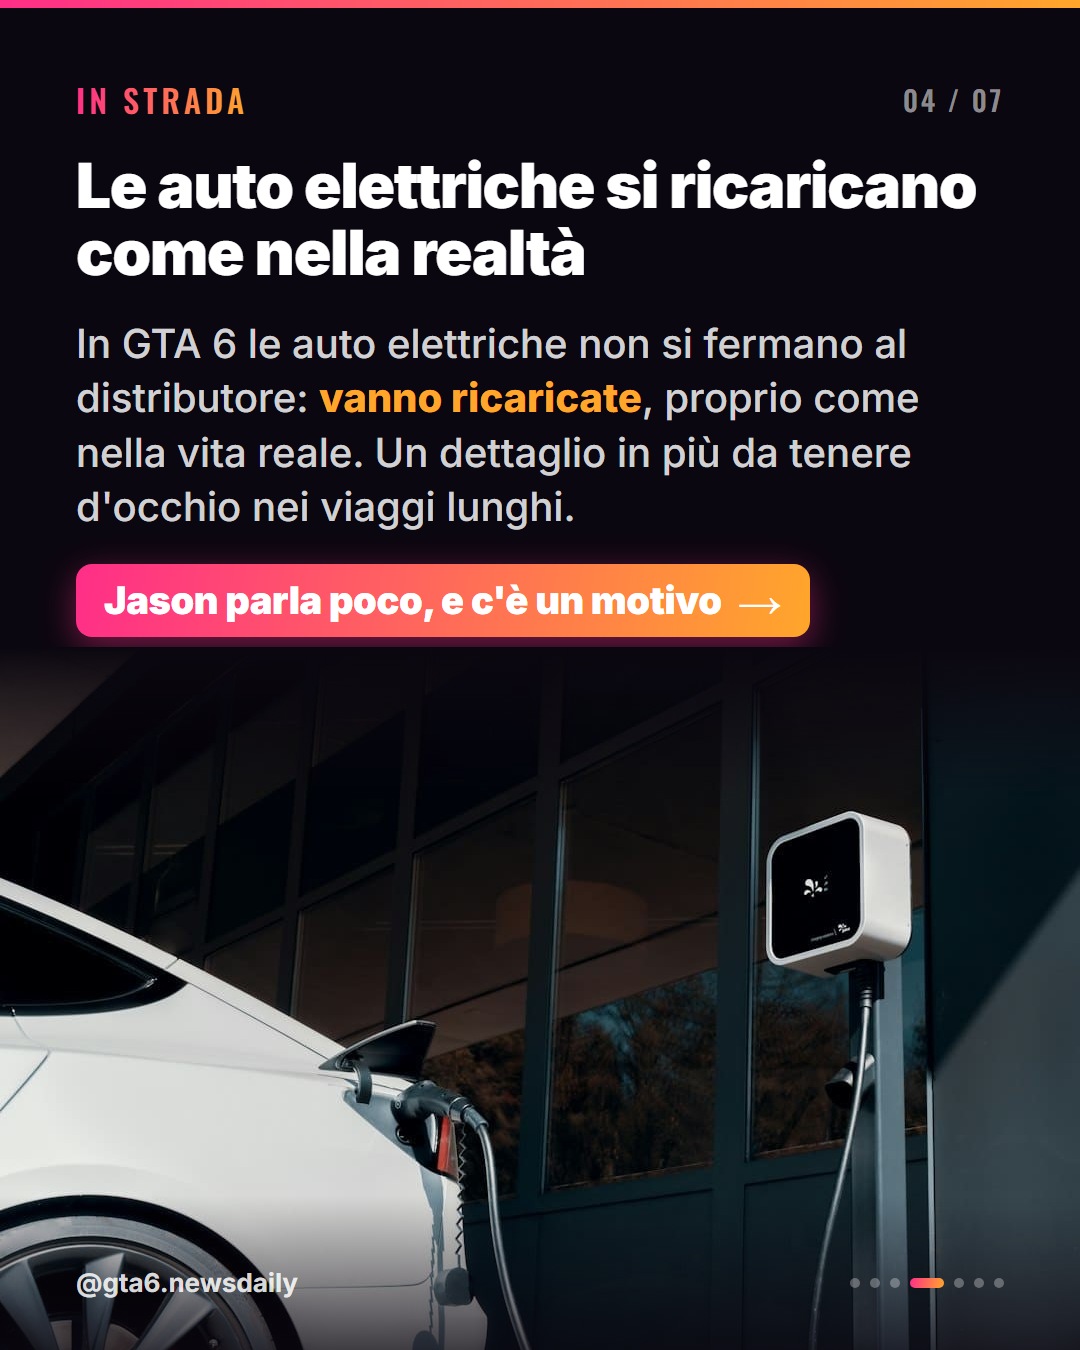 IN STRADA
04 / 07
Le auto elettriche si ricaricano
come nella realtà
In GTA 6 le auto elettriche non si fermano al
distributore: vanno ricaricate, proprio come
nella vita reale. Un dettaglio in più da tenere
d'occhio nei viaggi lunghi.
Jason parla poco, e c'è un motivo →
@gta6.newsdaily